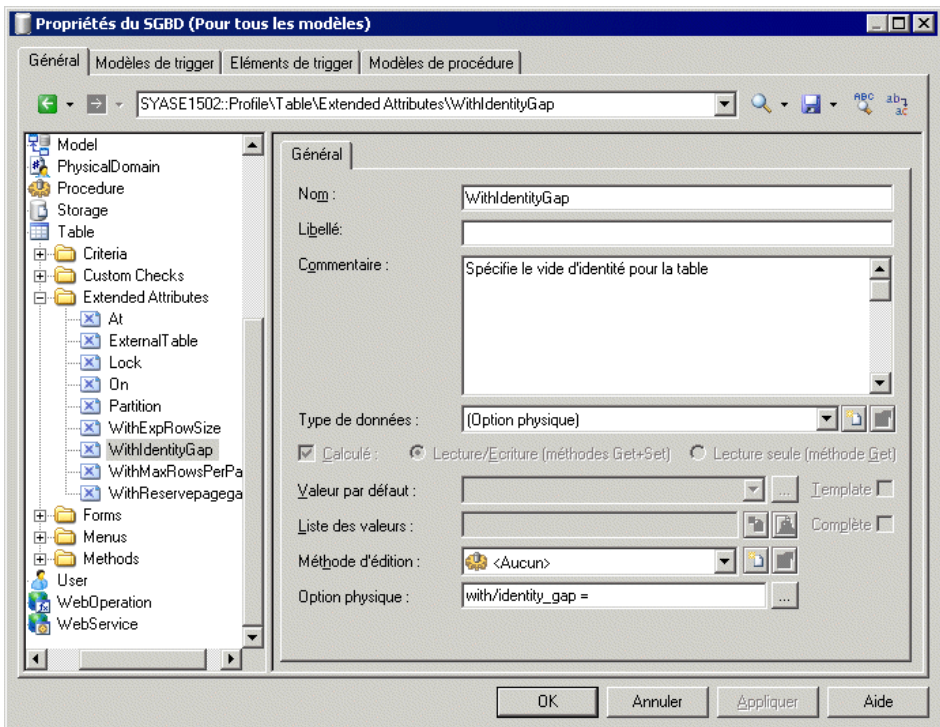 Propriétés du SGBD (Pour tous les modèles)
Général Modèles de trigger Eléments de trigger Modèles de procédure
SYASE1502::Profile\Table\Extended Attributes\WithIdentityGap
Model
PhysicalDomain
Procedure
Storage
Table
Criteria
Custom Checks
Extended Attributes
At
ExternalTable
Lock
On
Partition
WithExpRowSize
WithIdentityGap
WithMaxRowsPerPa
WithReservepagega
Forms
Menus
Methods
User
WebOperation
WebService
Général
Nom : WithIdentityGap
Libellé:
Commentaire : Spécifie le vide d'identité pour la table
Type de données : (Option physique)
Calculé : Lecture/Ecriture (méthodes Get+Set) Lecture seule (méthode Get)
Valeur par défaut : ... Template
Liste des valeurs : Complète
Méthode d'édition : <Aucun>
Option physique : with/identity_gap = ...
OK Annuler Appliquer Aide